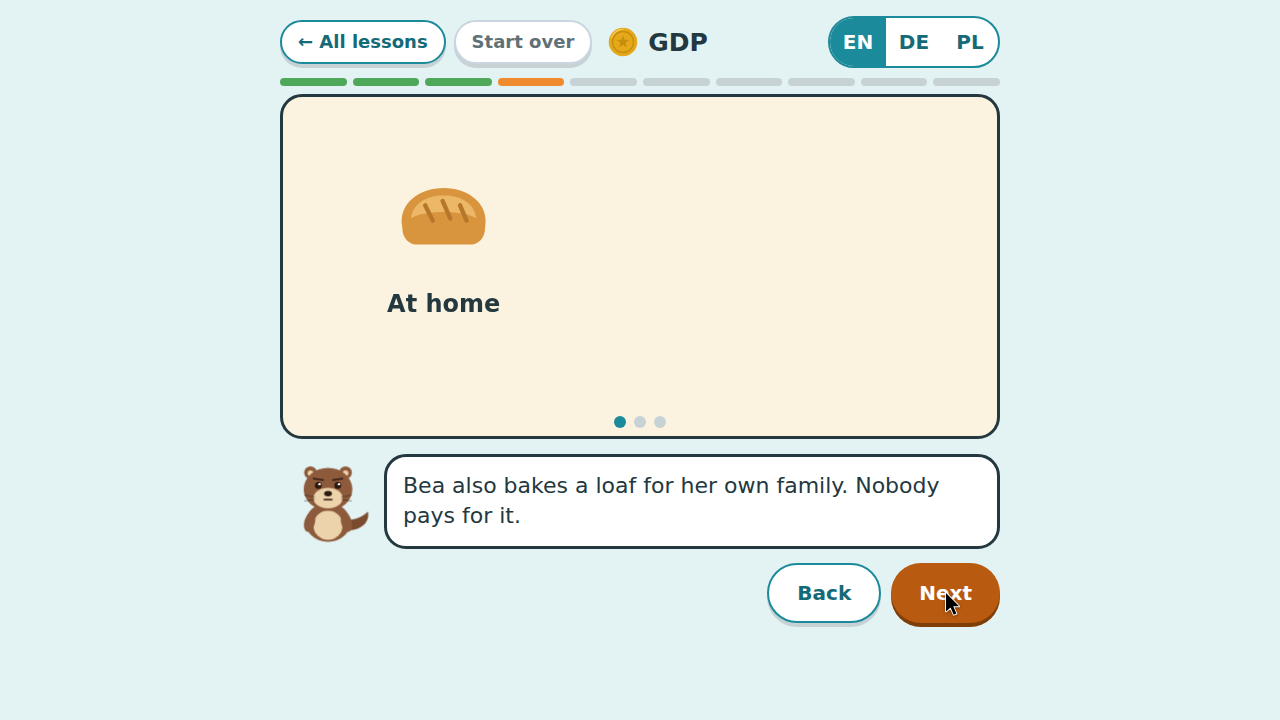 ← All lessons
Start over
GDP
EN
DE
PL
At home
Bea also bakes a loaf for her own family. Nobody
pays for it.
Back
Next